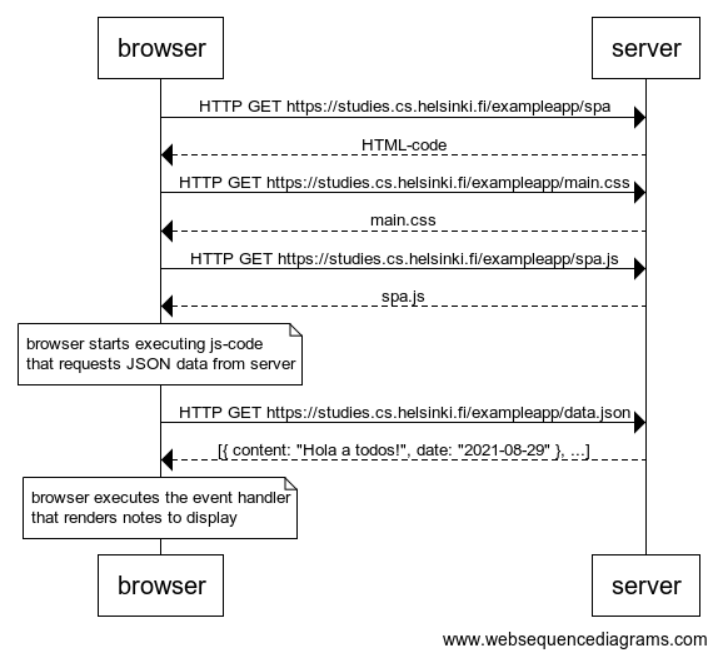 browser
server
HTTP GET https://studies.cs.helsinki.fi/exampleapp/spa
HTML-code
HTTP GET https://studies.cs.helsinki.fi/exampleapp/main.css
main.css
HTTP GET https://studies.cs.helsinki.fi/exampleapp/spa.js
spa.js
browser starts executing js-code
that requests JSON data from server
HTTP GET https://studies.cs.helsinki.fi/exampleapp/data.json
[{ content: "Hola a todos!", date: "2021-08-29" }, ...]
browser executes the event handler
that renders notes to display
browser
server
www.websequencediagrams.com